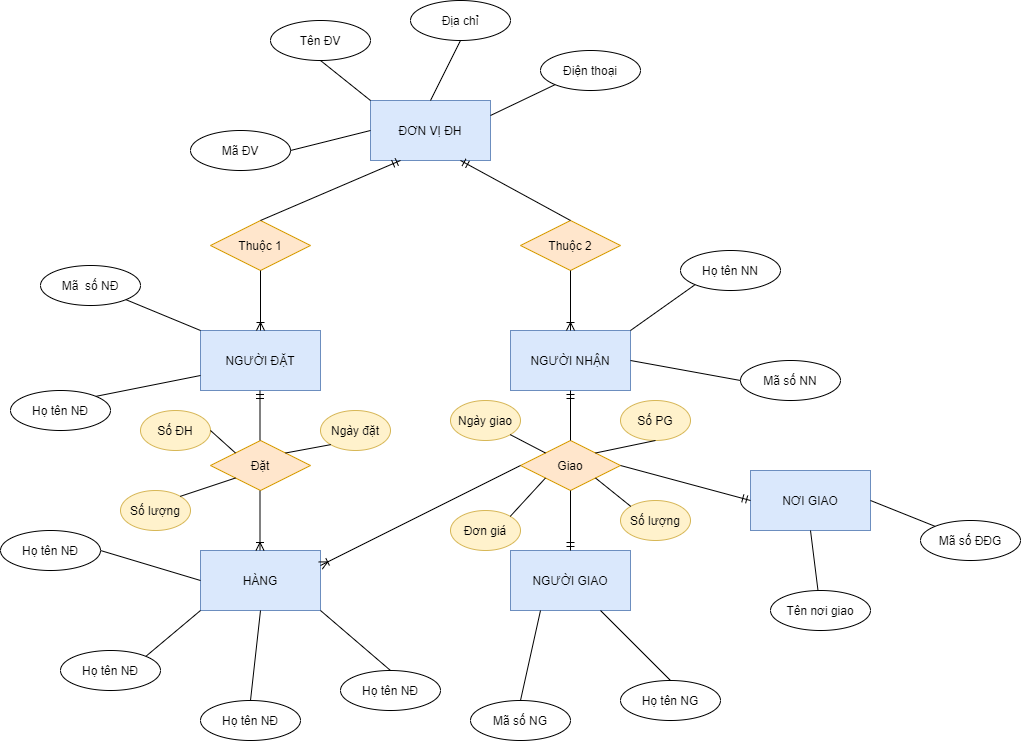 Địa chỉ
Tên ĐV
Điện thoại
ĐƠN VỊ ĐH
Mã ĐV
Thuộc 1
Thuộc 2
Họ tên NN
Mã số NĐ
NGƯỜI ĐẶT
NGƯỜI NHẬN
Mã số NN
Họ tên NĐ
Số ĐH
Ngày đặt
Ngày giao
Số PG
Đặt
Giao
NƠI GIAO
Số lượng
Đơn giá
Số lượng
Mã số ĐĐG
Họ tên NĐ
HÀNG
NGƯỜI GIAO
Tên nơi giao
Họ tên NĐ
Họ tên NĐ
Họ tên NĐ
Mã số NG
Họ tên NG